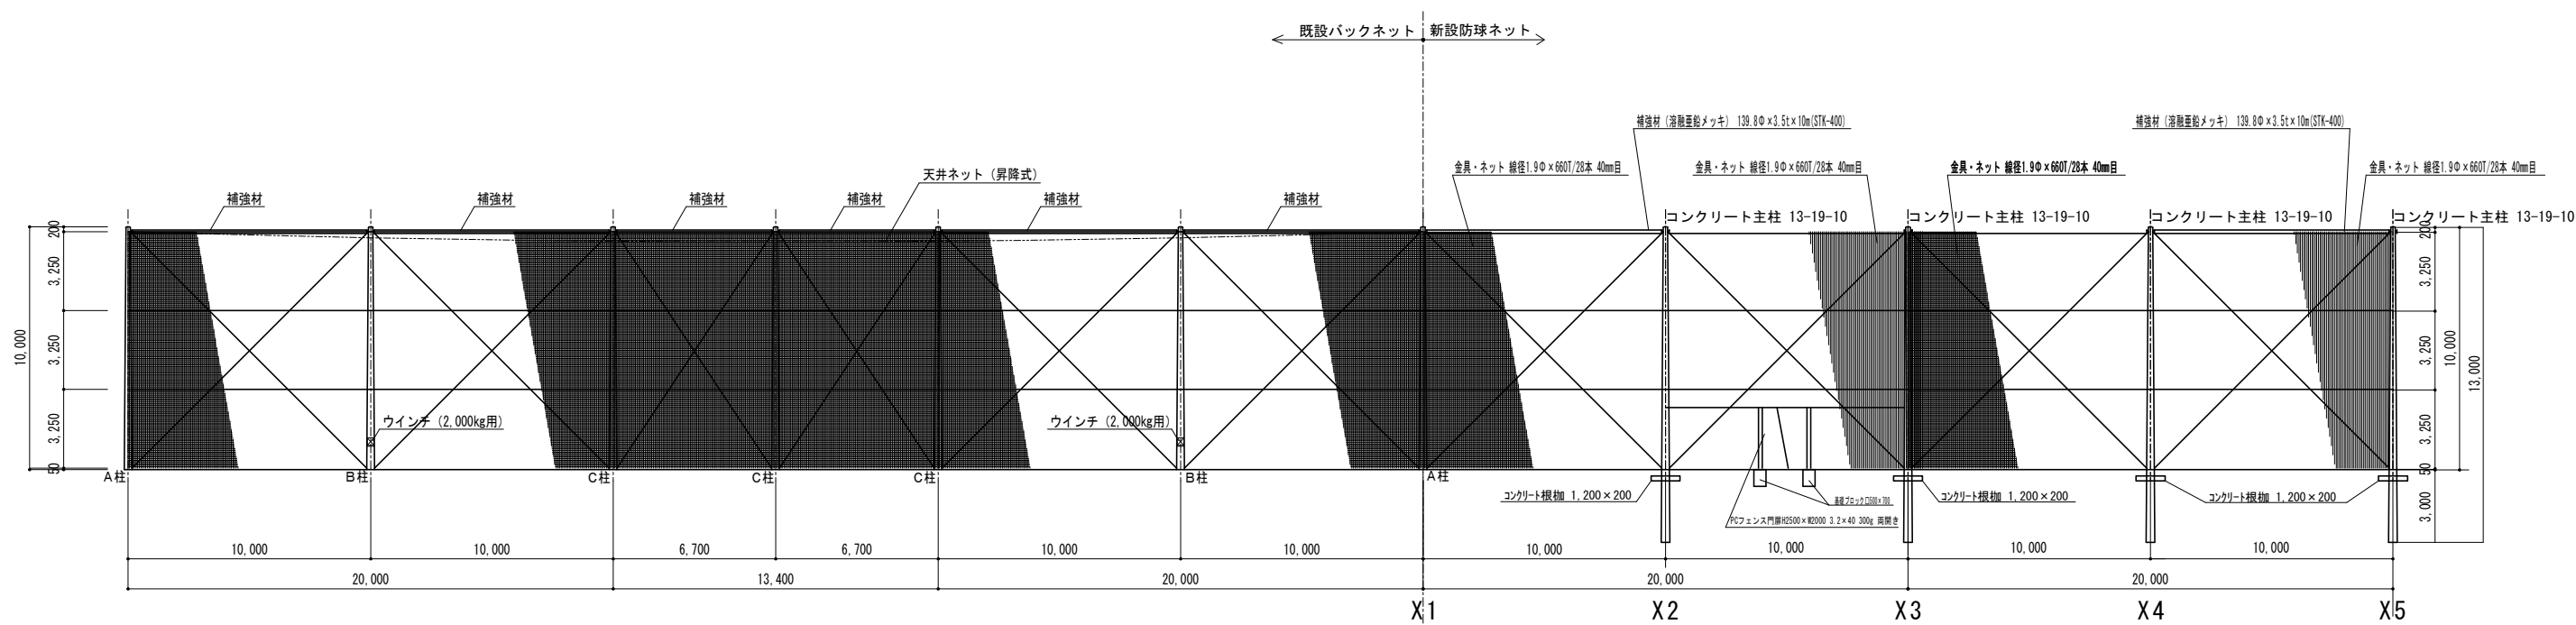 既設バックネット
新設防球ネット
補強材（溶融亜鉛メッキ） 139.8Φ×3.5t×10m(STK-400)
補強材（溶融亜鉛メッキ） 139.8Φ×3.5t×10m(STK-400)
天井ネット（昇降式）
金具・ネット 線径1.9Φ×660T/28本 40mm目
金具・ネット 線径1.9Φ×660T/28本 40mm目
金具・ネット 線径1.9Φ×660T/28本 40mm目
金具・ネット 線径1.9Φ×660T/28本 40mm目
補強材
補強材
補強材
補強材
補強材
補強材
コンクリート主柱 13-19-10
コンクリート主柱 13-19-10
コンクリート主柱 13-19-10
コンクリート主柱 13-19-10
10,000
200
3,250
3,250
3,250
50
200
3,250
3,250
3,250
50
3,000
10,000
13,000
ウインチ（2,000kg用）
ウインチ（2,000kg用）
A柱
B柱
C柱
C柱
C柱
B柱
A柱
コンクリート根枷 1,200×200
基礎ブロック口500×700
PCフェンス門扉H2500×W2000 3.2×40 300g 両開き
コンクリート根枷 1,200×200
コンクリート根枷 1,200×200
10,000
10,000
6,700
6,700
10,000
10,000
10,000
10,000
10,000
10,000
20,000
13,400
20,000
20,000
20,000
X1
X2
X3
X4
X5